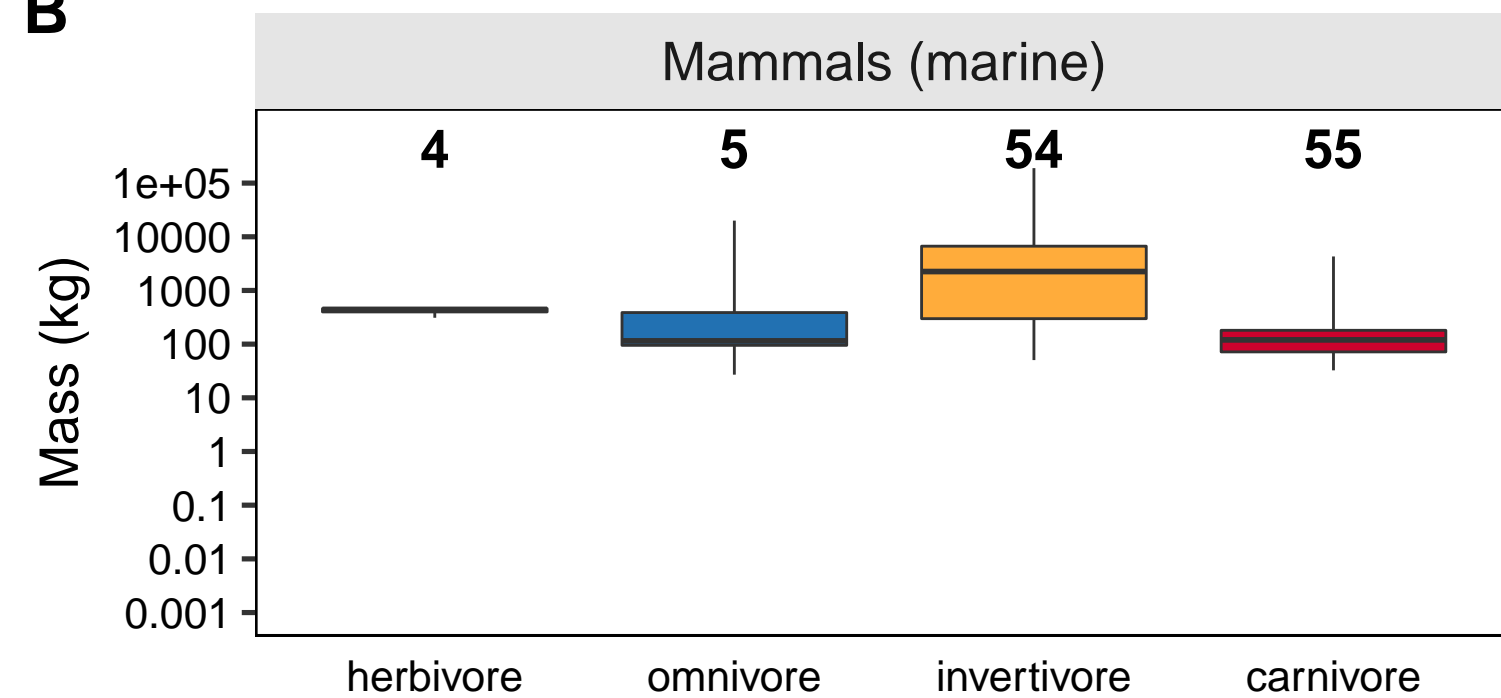 B
Mammals (marine)
4 5 54 55
Mass (kg)
1e+05
10000
1000
100
10
1
0.1
0.01
0.001
herbivore omnivore invertivore carnivore